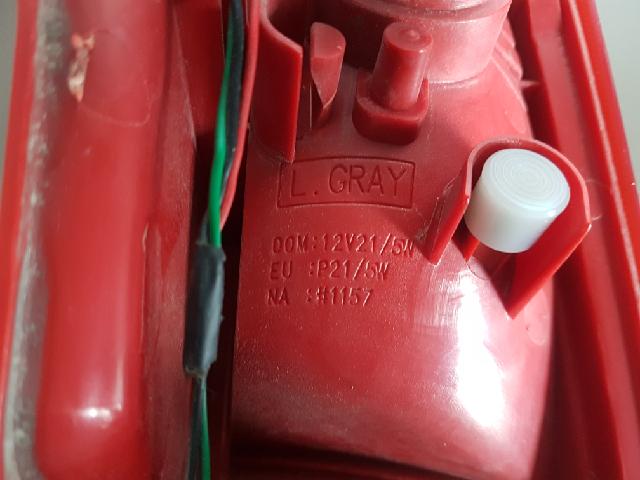 L. GRAY
DOM:12V21/5W
EU :P21/5W
NA :#1157